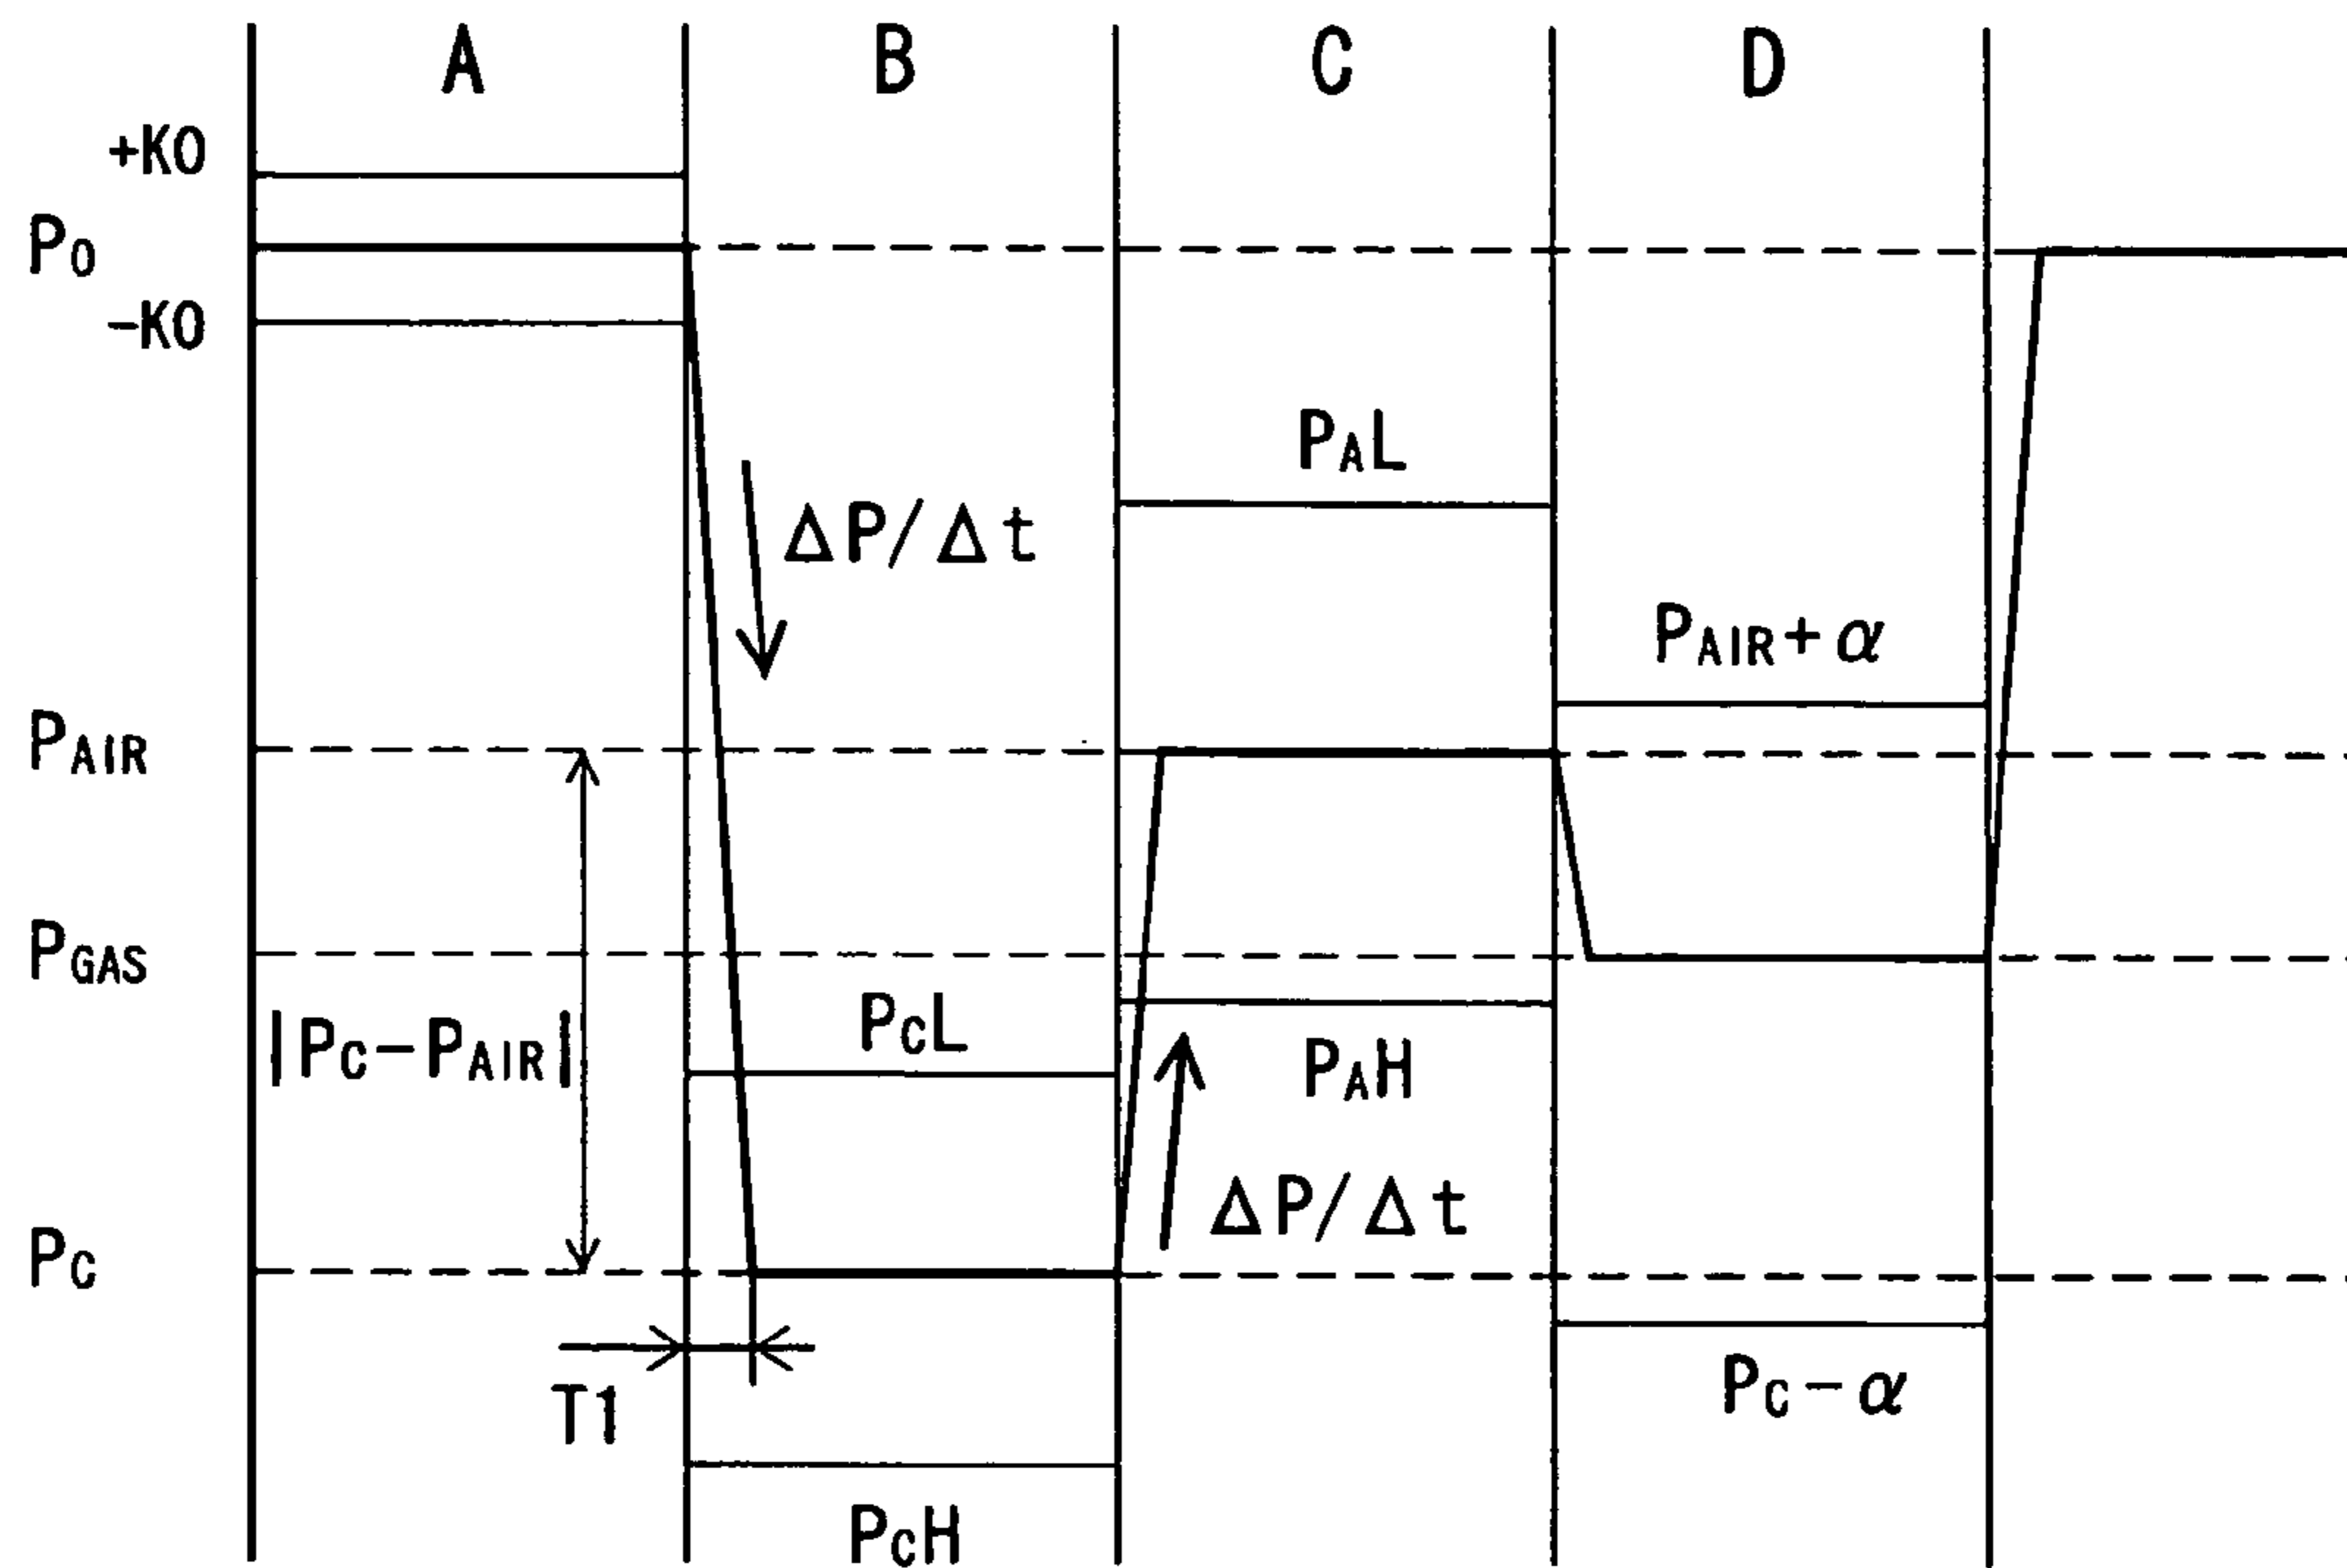 A B C D
+K0
P0
-K0
PAL
ΔP/Δt
PAIR+α
PAIR
PGAS
PCL
|PC-PAIR|
PAH
ΔP/Δt
PC
PC-α
T1
PCH